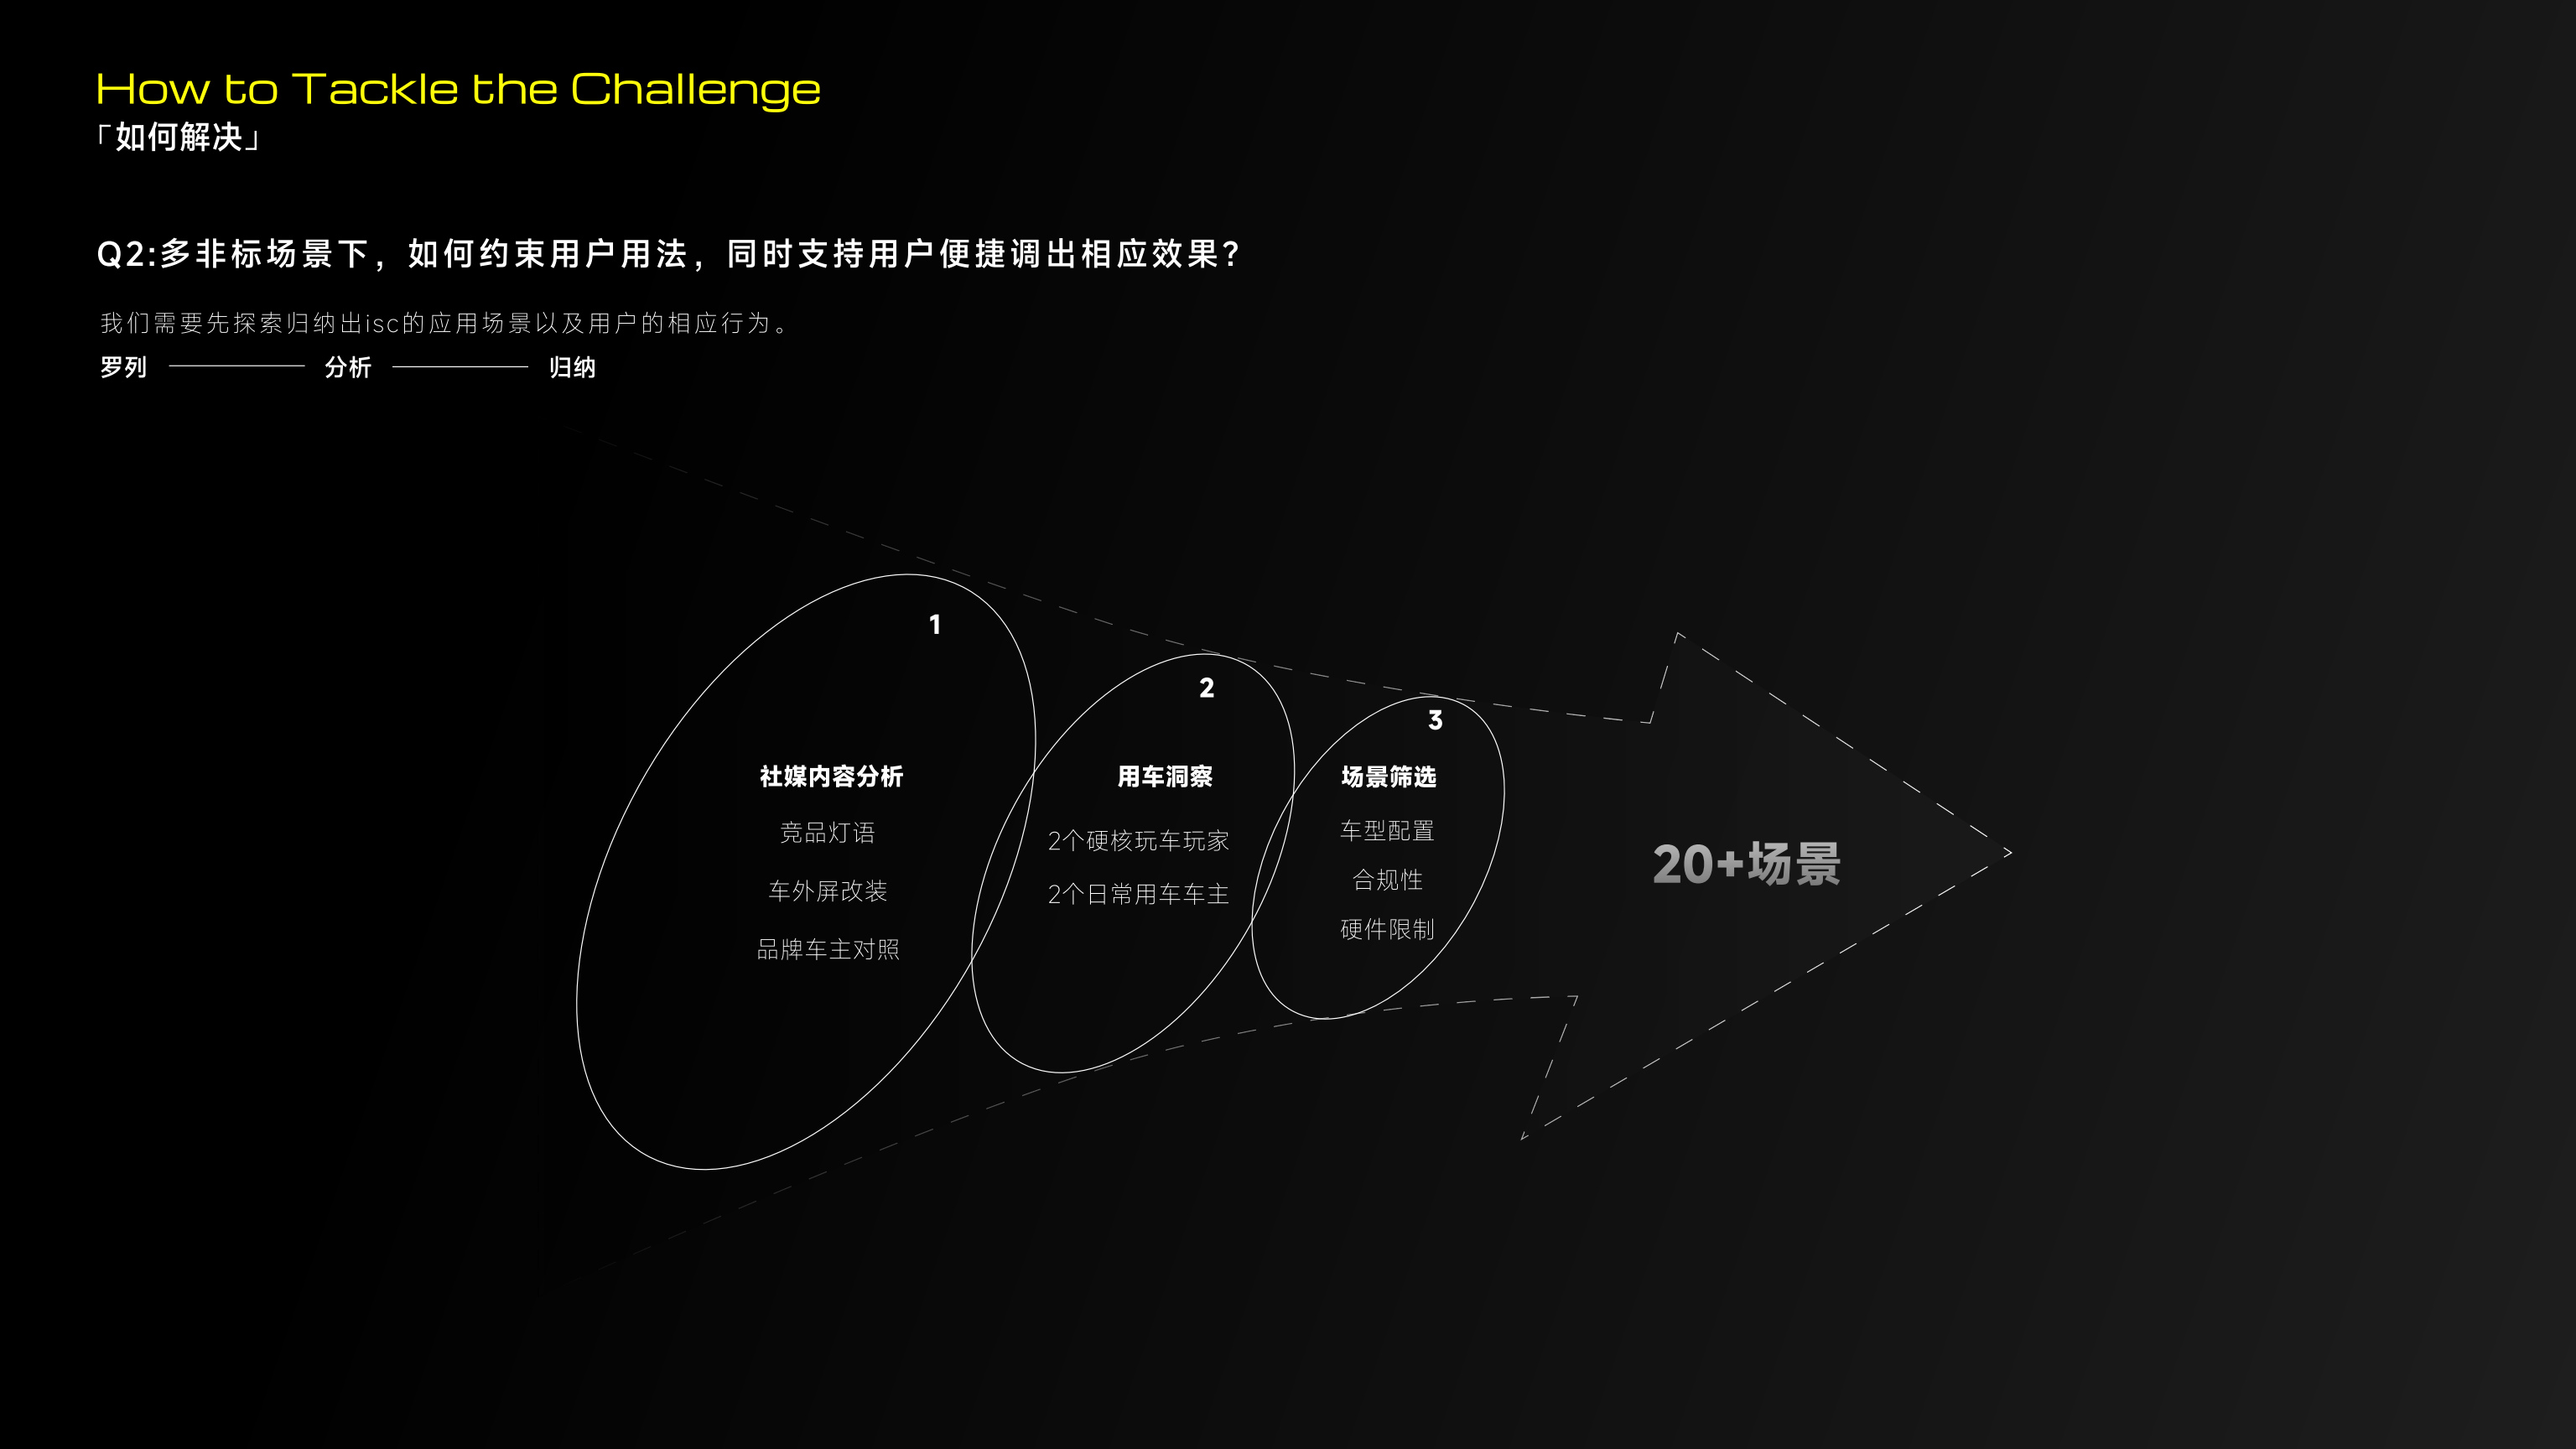 How to Tackle the Challenge
「如何解决」
Q2:多非标场景下，如何约束用户用法，同时支持用户便捷调出相应效果？
我们需要先探索归纳出isc的应用场景以及用户的相应行为。
罗列 分析 归纳
1
社媒内容分析
竞品灯语
车外屏改装
品牌车主对照
2
用车洞察
2个硬核玩车玩家
2个日常用车车主
3
场景筛选
车型配置
合规性
硬件限制
20+场景